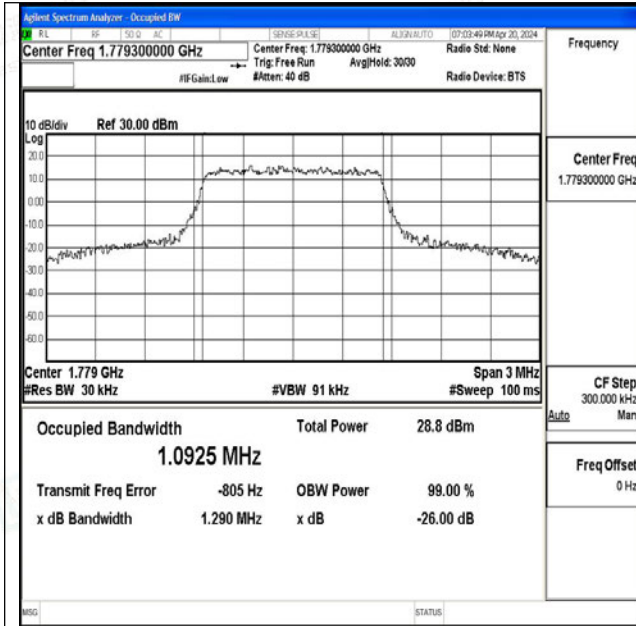 Agilent Spectrum Analyzer - Occupied BW
RL RF 50 Ω AC SENSE:PULSE ALIGNAUTO 07:03:49 PM Apr 20, 2024
Center Freq 1.779300000 GHz
Center Freq: 1.779300000 GHz
Radio Std: None
Trig: Free Run Avg|Hold: 30/30
#IFGain:Low #Atten: 40 dB Radio Device: BTS
Frequency
10 dB/div Ref 30.00 dBm
Log
20.0
10.0
0.00
-10.0
-20.0
-30.0
-40.0
-50.0
-60.0
Center 1.779 GHz Span 3 MHz
#Res BW 30 kHz #VBW 91 kHz #Sweep 100 ms
Occupied Bandwidth Total Power 28.8 dBm
1.0925 MHz
Transmit Freq Error -805 Hz OBW Power 99.00 %
x dB Bandwidth 1.290 MHz x dB -26.00 dB
Center Freq
1.779300000 GHz
CF Step
300.000 kHz
Auto Man
Freq Offset
0 Hz
MSG STATUS